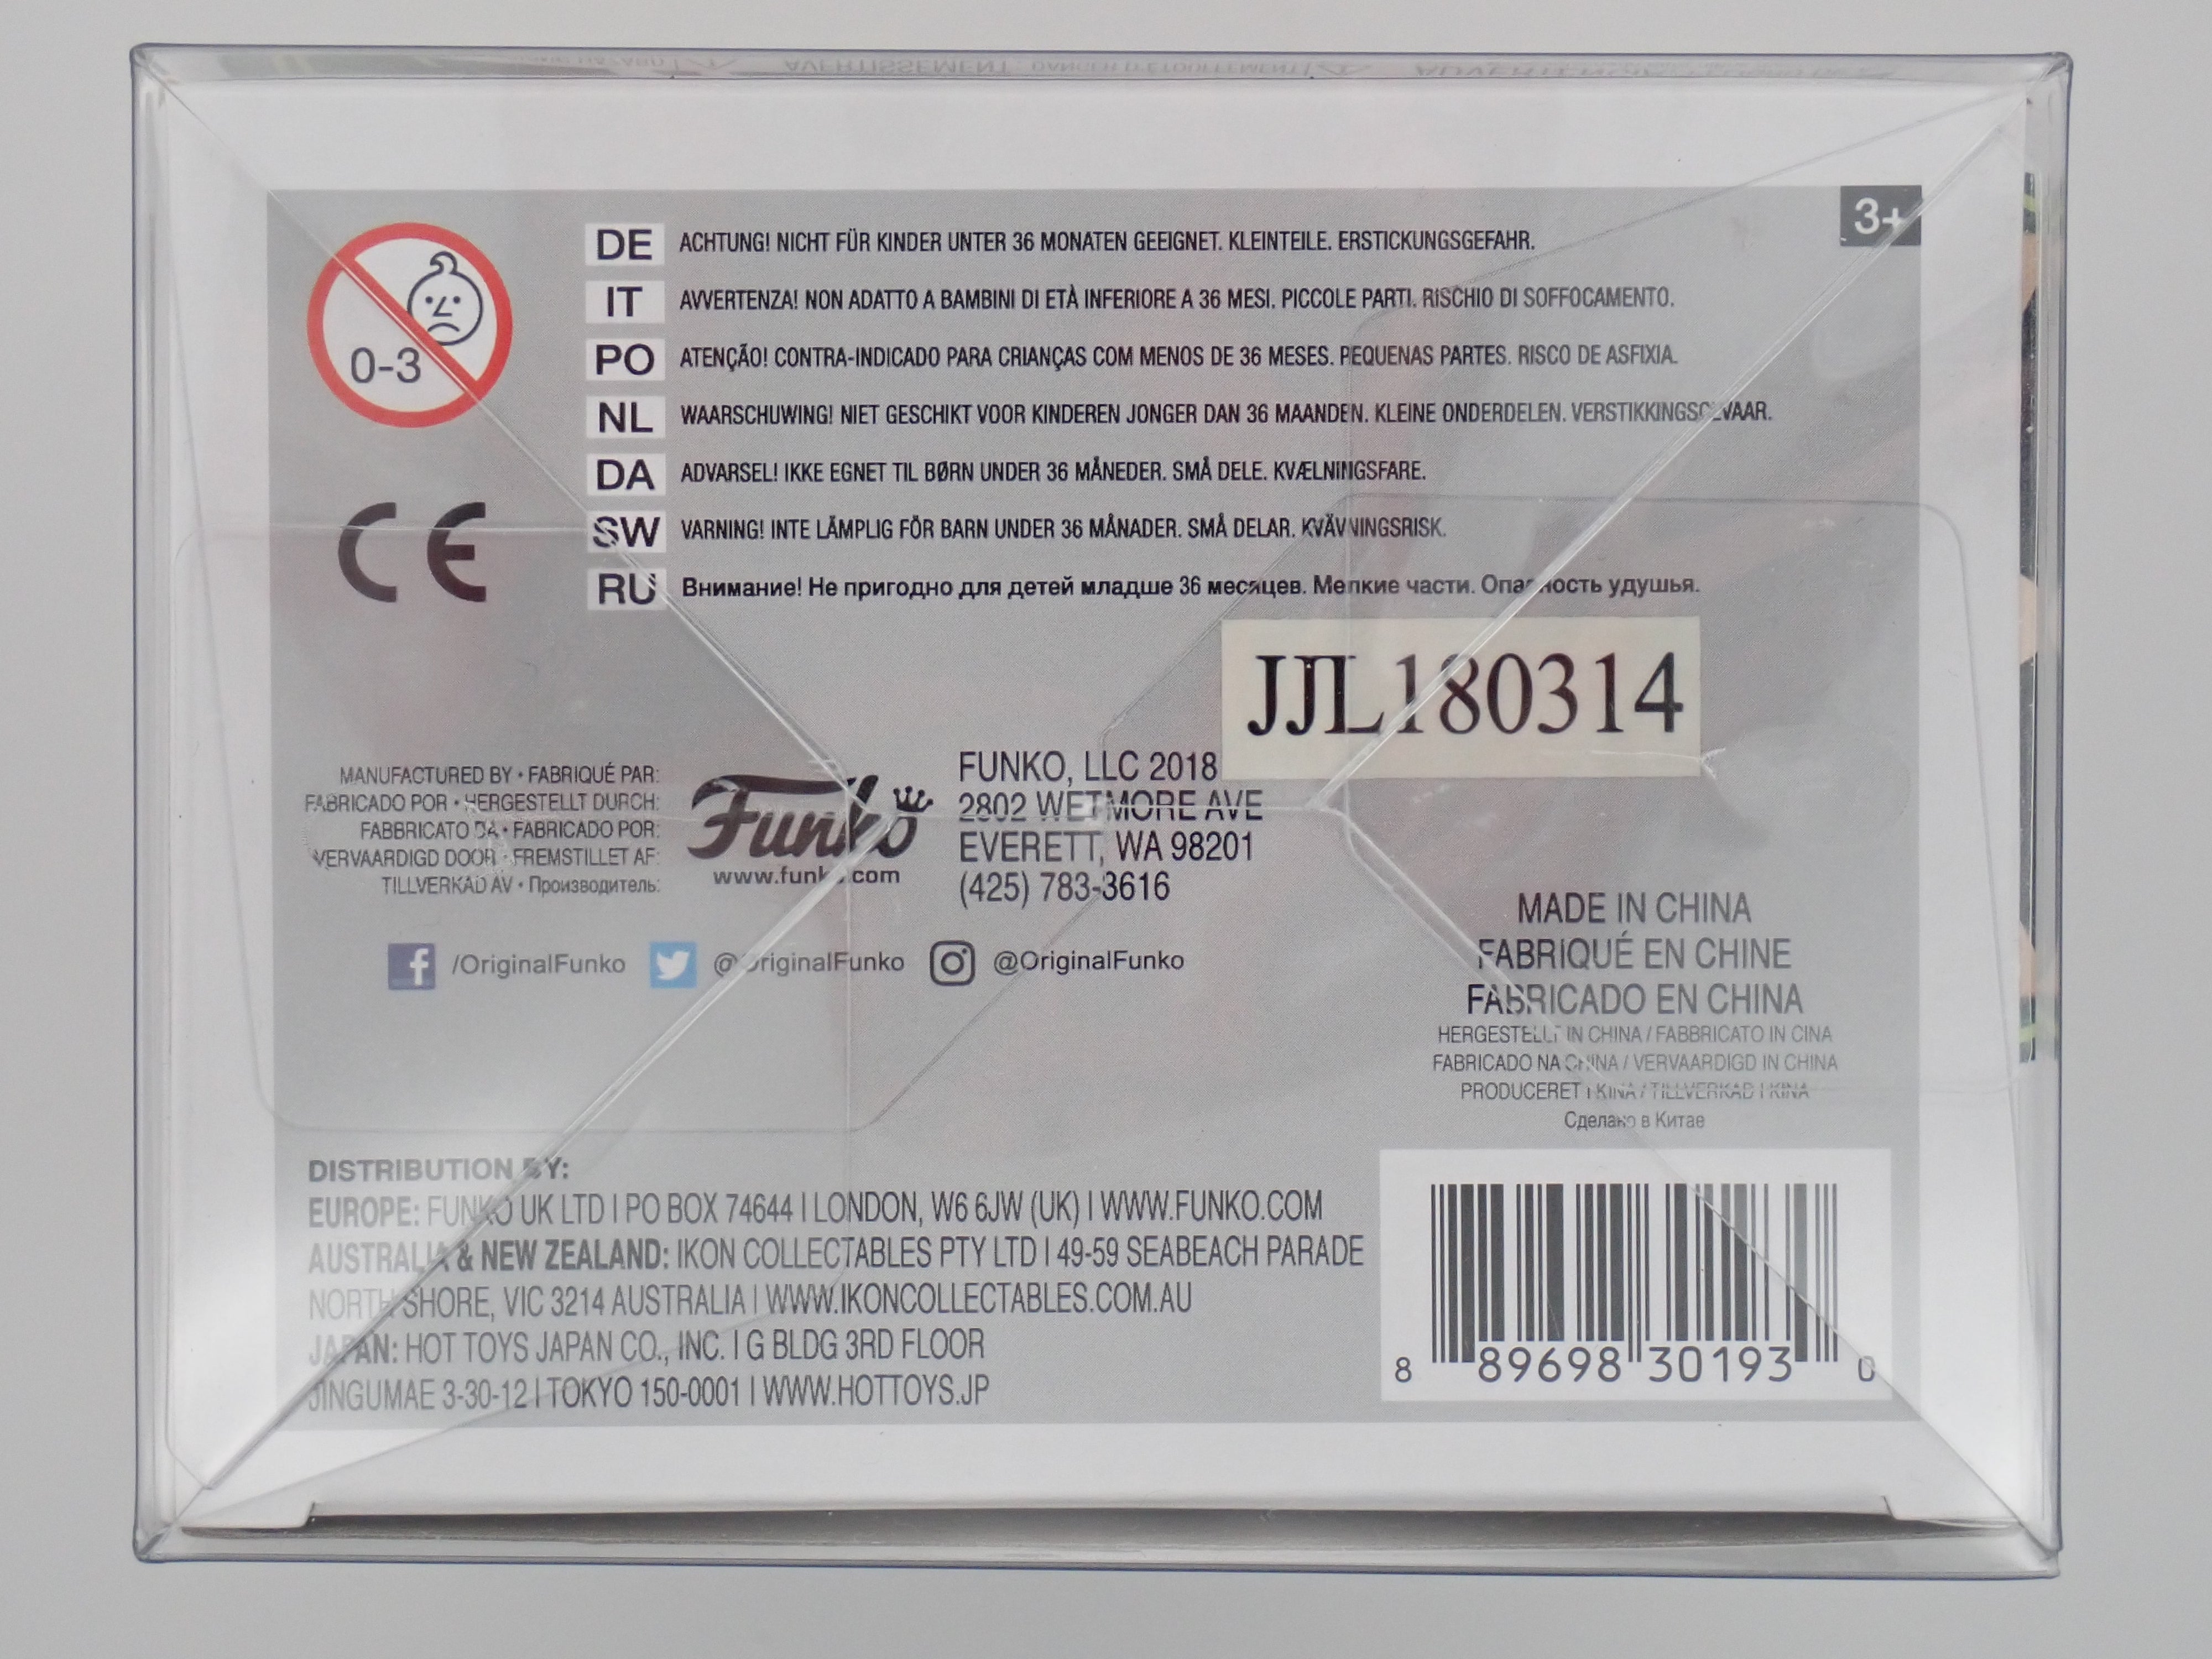 AVERTISSEMENT: DANGER D'ÉTOUFFEMENT!
3+
0-3
DE ACHTUNG! NICHT FÜR KINDER UNTER 36 MONATEN GEEIGNET. KLEINTEILE. ERSTICKUNGSGEFAHR.
IT AVVERTENZA! NON ADATTO A BAMBINI DI ETÀ INFERIORE A 36 MESI. PICCOLE PARTI. RISCHIO DI SOFFOCAMENTO.
PO ATENÇÃO! CONTRA-INDICADO PARA CRIANÇAS COM MENOS DE 36 MESES. PEQUENAS PARTES. RISCO DE ASFIXIA.
NL WAARSCHUWING! NIET GESCHIKT VOOR KINDEREN JONGER DAN 36 MAANDEN. KLEINE ONDERDELEN. VERSTIKKINGSGEVAAR.
DA ADVARSEL! IKKE EGNET TIL BØRN UNDER 36 MÅNEDER. SMÅ DELE. KVÆLNINGSFARE.
SW VARNING! INTE LÄMPLIG FÖR BARN UNDER 36 MÅNADER. SMÅ DELAR. KVÄVNINGSRISK.
RU Внимание! Не пригодно для детей младше 36 месяцев. Мелкие части. Опасность удушья.
CE
JJL180314
MANUFACTURED BY • FABRIQUÉ PAR:
FABRICADO POR • HERGESTELLT DURCH:
FABBRICATO DA • FABRICADO POR:
VERVAARDIGD DOOR • FREMSTILLET AF:
TILLVERKAD AV • Производитель:
Funko
www.funko.com
FUNKO, LLC 2018
2802 WETMORE AVE
EVERETT, WA 98201
(425) 783-3616
/OriginalFunko @OriginalFunko @OriginalFunko
MADE IN CHINA
FABRIQUÉ EN CHINE
FABRICADO EN CHINA
HERGESTELLT IN CHINA / FABBRICATO IN CINA
FABRICADO NA CHINA / VERVAARDIGD IN CHINA
PRODUCERET I KINA / TILLVERKAD I KINA
Сделано в Китае
DISTRIBUTION BY:
EUROPE: FUNKO UK LTD | PO BOX 74644 | LONDON, W6 6JW (UK) | WWW.FUNKO.COM
AUSTRALIA & NEW ZEALAND: IKON COLLECTABLES PTY LTD | 49-59 SEABEACH PARADE
NORTH SHORE, VIC 3214 AUSTRALIA | WWW.IKONCOLLECTABLES.COM.AU
JAPAN: HOT TOYS JAPAN CO., INC. | G BLDG 3RD FLOOR
JINGUMAE 3-30-12 | TOKYO 150-0001 | WWW.HOTTOYS.JP
8 89698 30193 0